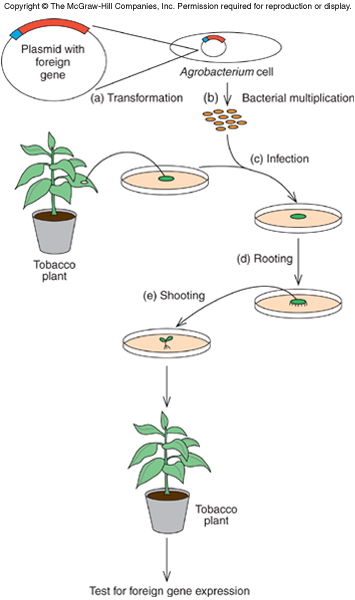 Copyright © The McGraw-Hill Companies, Inc. Permission required for reproduction or display.
Plasmid with
foreign
gene
Agrobacterium cell
(a) Transformation
(b) Bacterial multiplication
(c) Infection
Tobacco
plant
(d) Rooting
(e) Shooting
Tobacco
plant
Test for foreign gene expression